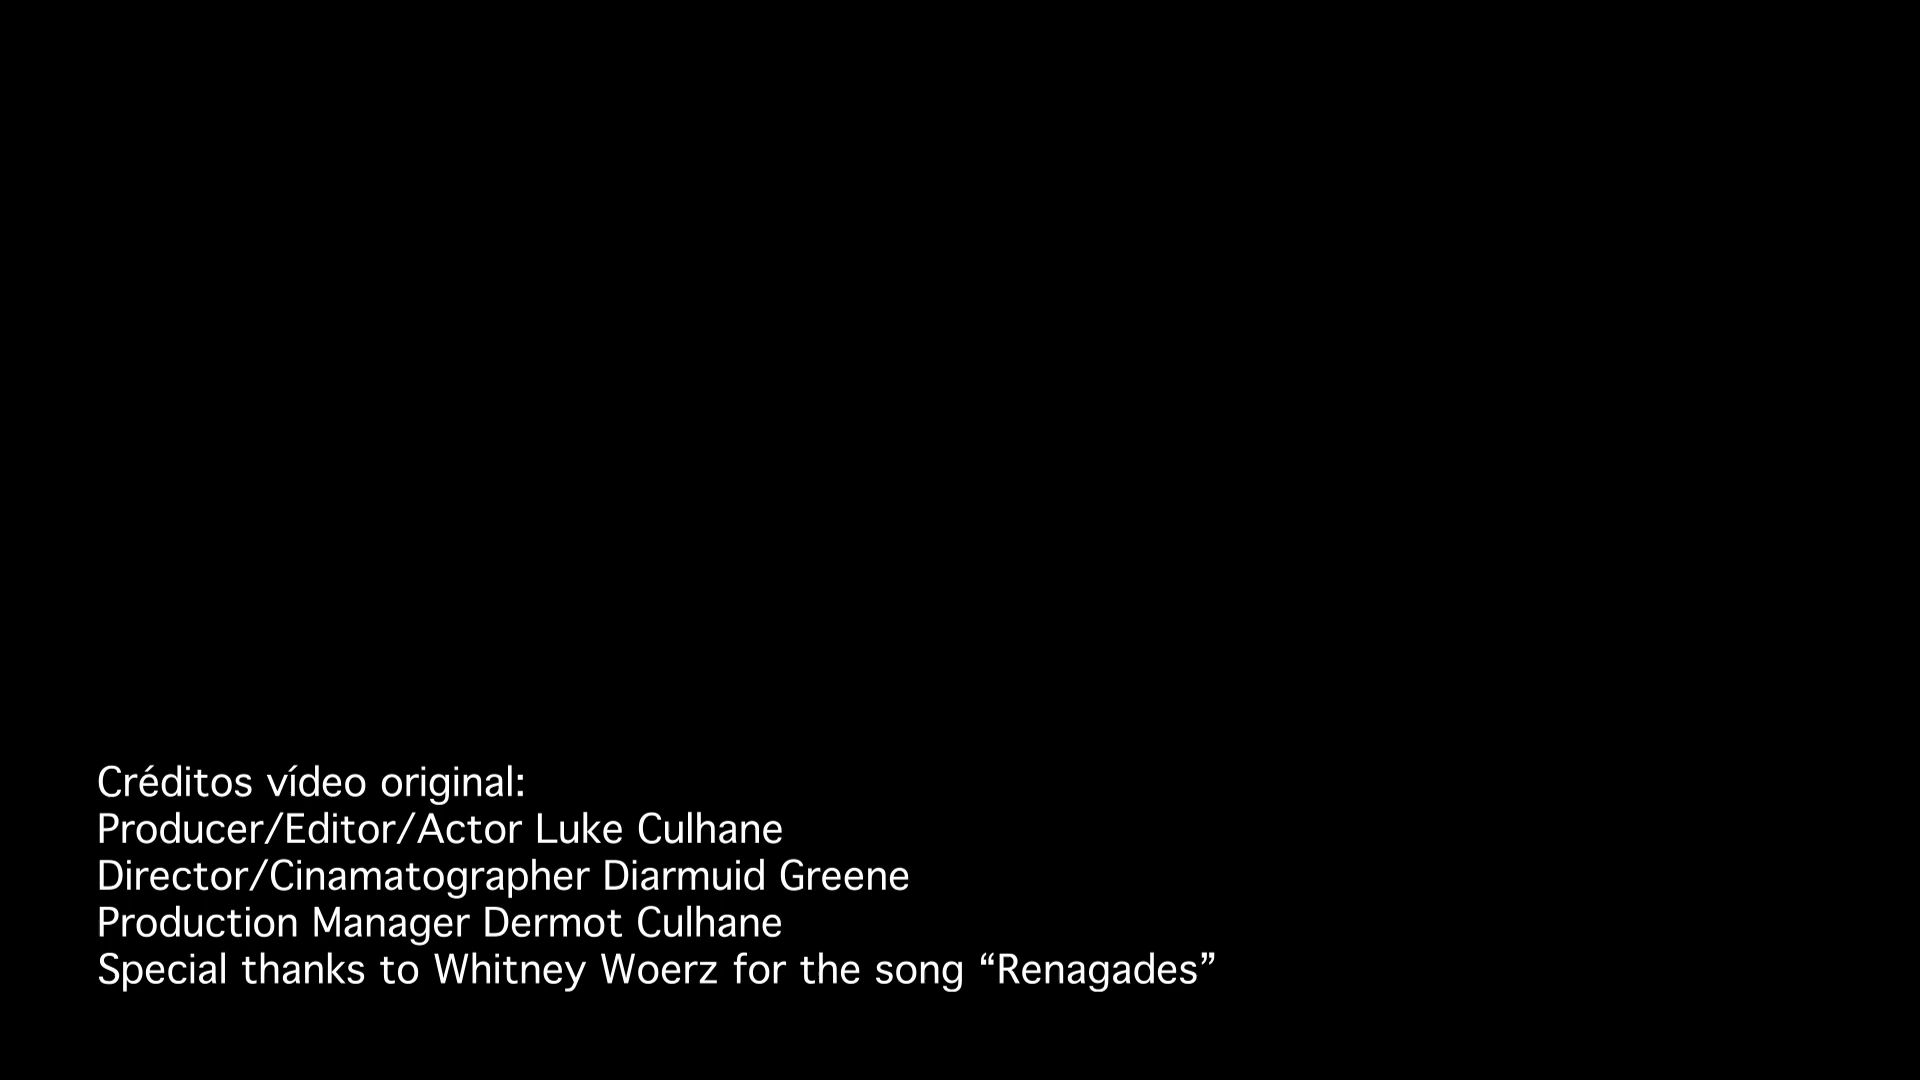 Créditos vídeo original:
Producer/Editor/Actor Luke Culhane
Director/Cinamatographer Diarmuid Greene
Production Manager Dermot Culhane
Special thanks to Whitney Woerz for the song “Renagades”